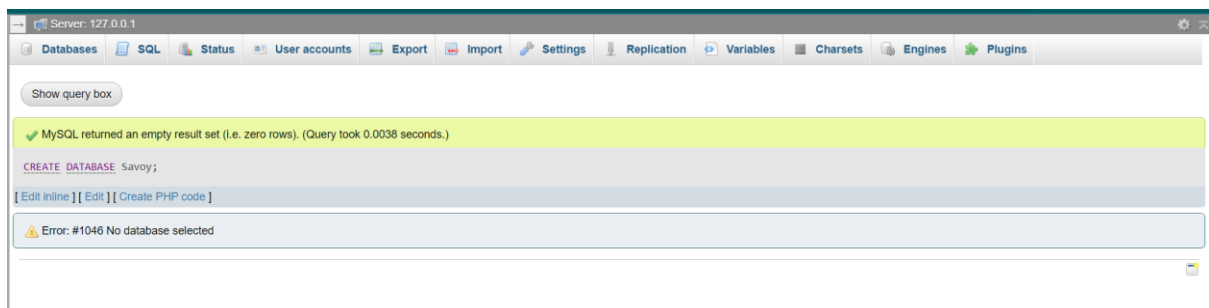 Server: 127.0.0.1
Databases SQL Status User accounts Export Import Settings Replication Variables Charsets Engines Plugins
Show query box
MySQL returned an empty result set (i.e. zero rows). (Query took 0.0038 seconds.)
CREATE DATABASE Savoy;
[ Edit inline ] [ Edit ] [ Create PHP code ]
Error: #1046 No database selected